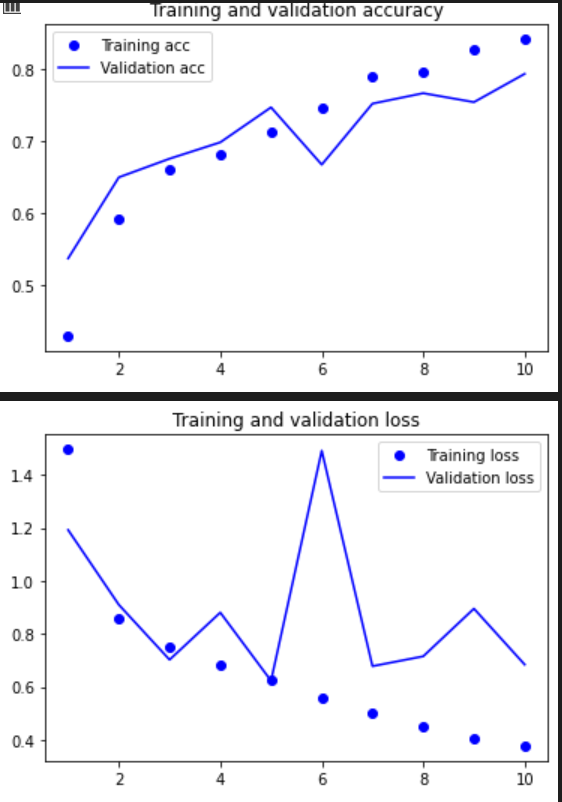 Training and validation accuracy
Training acc
Validation acc
0.8
0.7
0.6
0.5
2 4 6 8 10
Training and validation loss
Training loss
Validation loss
1.4
1.2
1.0
0.8
0.6
0.4
2 4 6 8 10